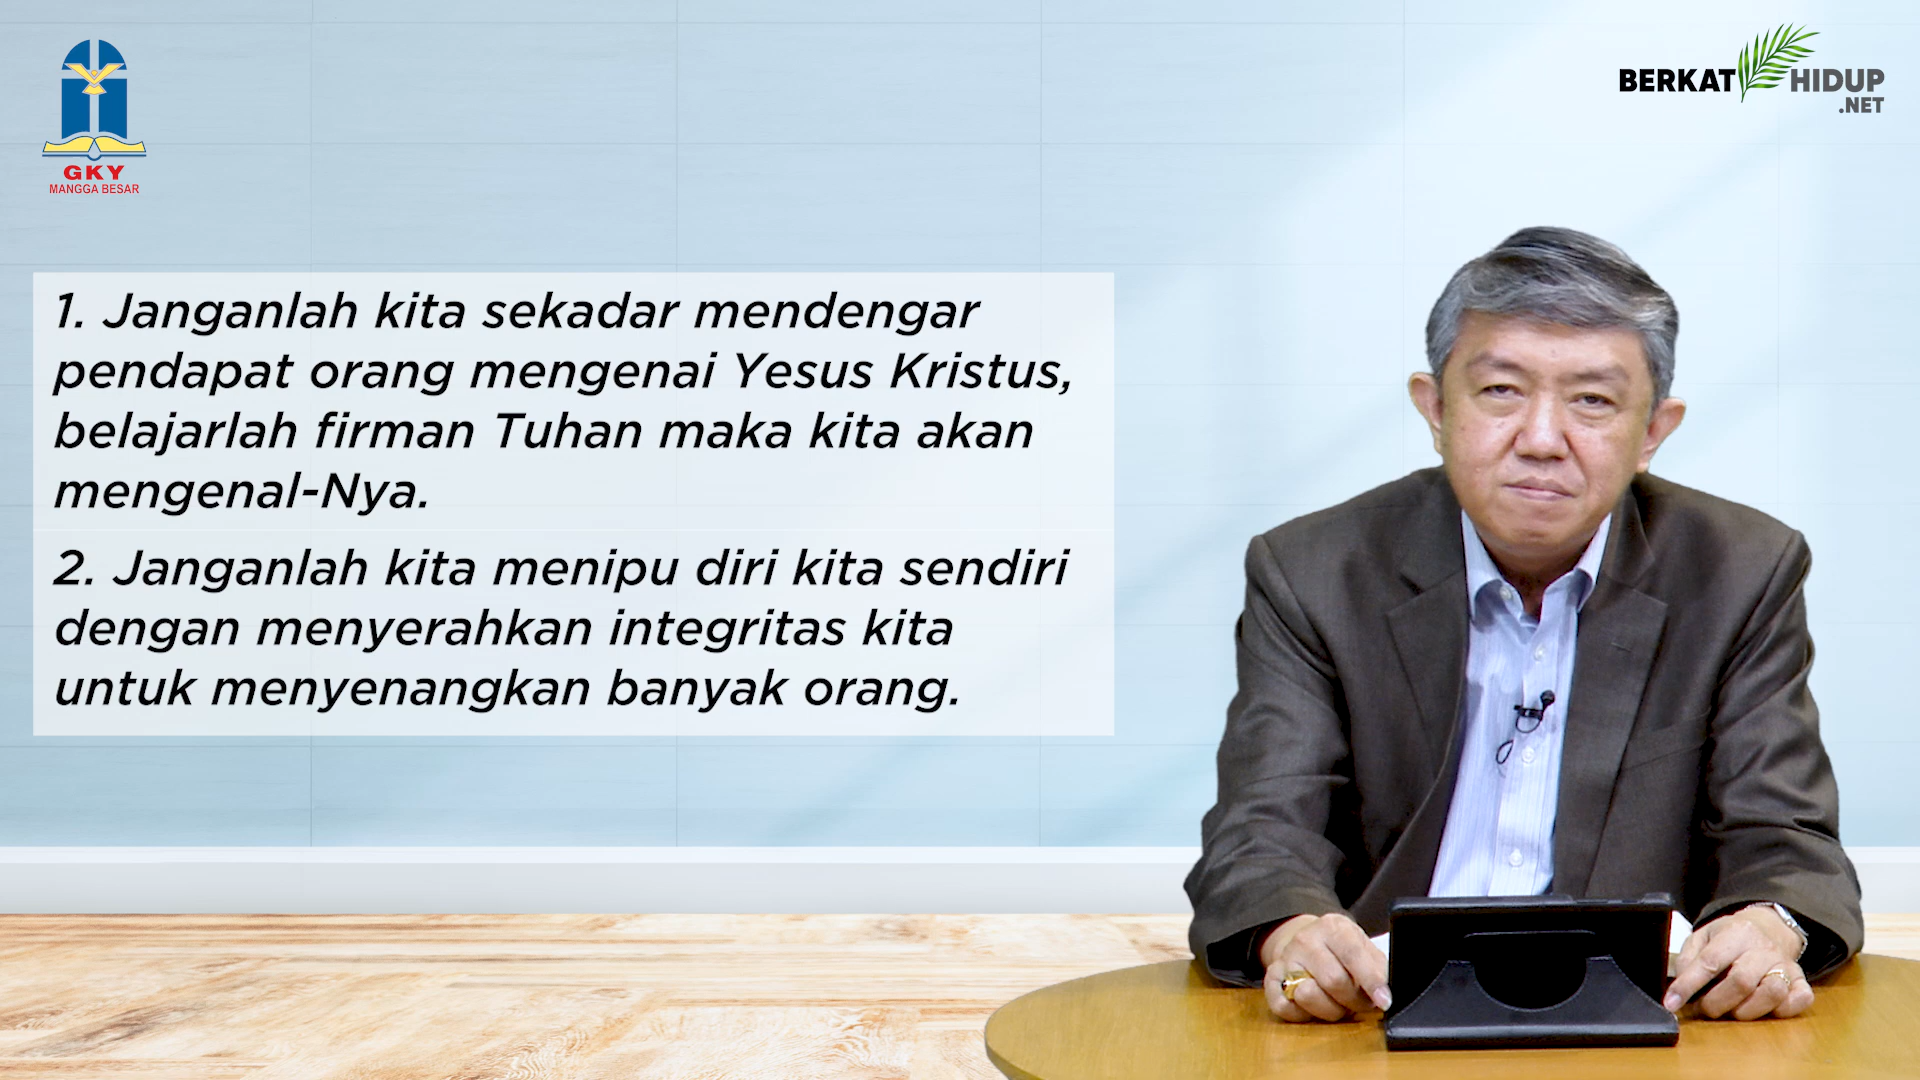 GKY
MANGGA BESAR
BERKAT HIDUP
.NET
1. Janganlah kita sekadar mendengar
pendapat orang mengenai Yesus Kristus,
belajarlah firman Tuhan maka kita akan
mengenal-Nya.
2. Janganlah kita menipu diri kita sendiri
dengan menyerahkan integritas kita
untuk menyenangkan banyak orang.